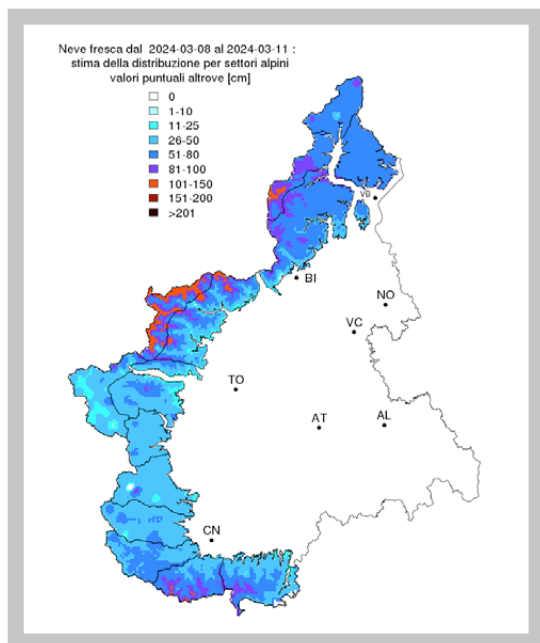 Neve fresca dal 2024-03-08 al 2024-03-11 :
stima della distribuzione per settori alpini
valori puntuali altrove [cm]
0
1-10
11-25
26-50
51-80
81-100
101-150
151-200
>201
VB
BI
NO
VC
TO
AT
AL
CN